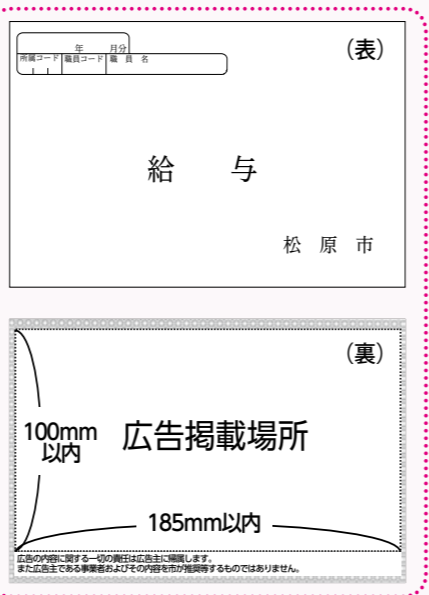 (表)
年 月分
所属コード 職員コード 職 員 名
給 与
松 原 市
(裏)
100mm以内
広告掲載場所
185mm以内
広告の内容に関する一切の責任は広告主に帰属します。
また広告主である事業者およびその内容を市が推奨等するものではありません。